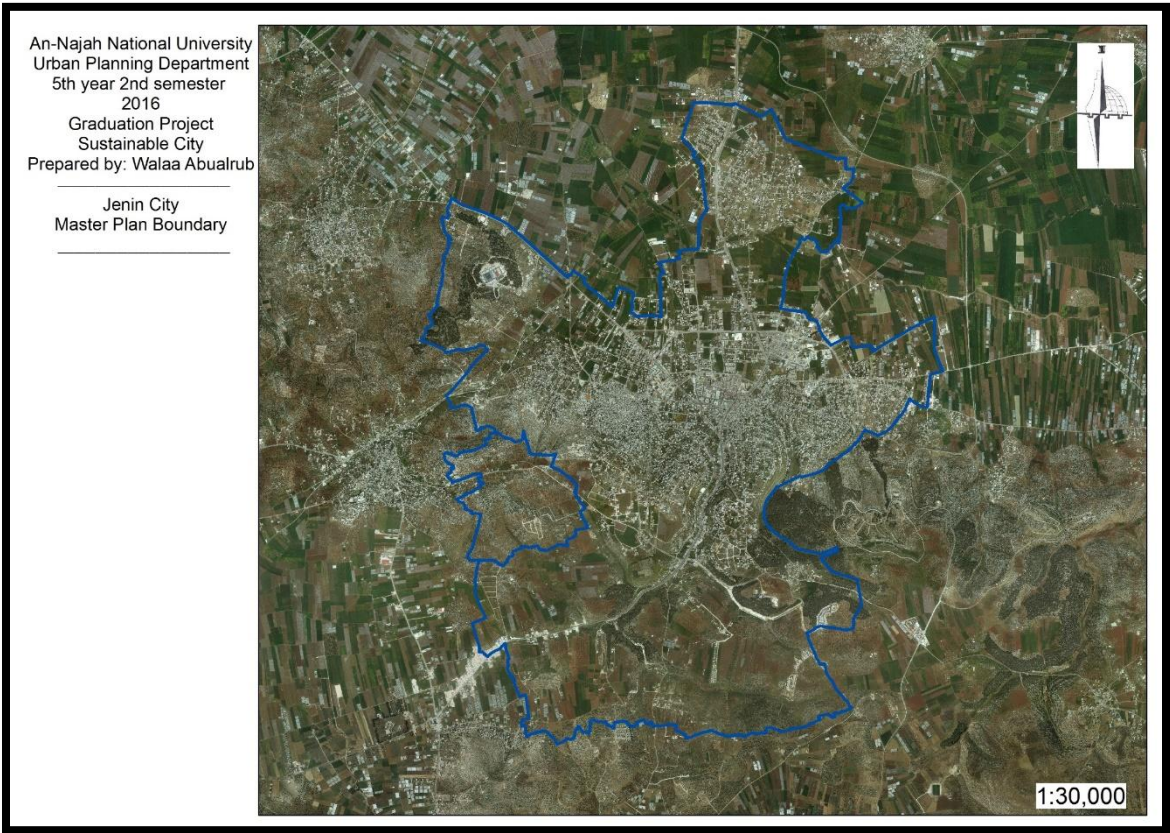 An-Najah National University
Urban Planning Department
5th year 2nd semester
2016
Graduation Project
Sustainable City
Prepared by: Walaa Abualrub
Jenin City
Master Plan Boundary
N
1:30,000